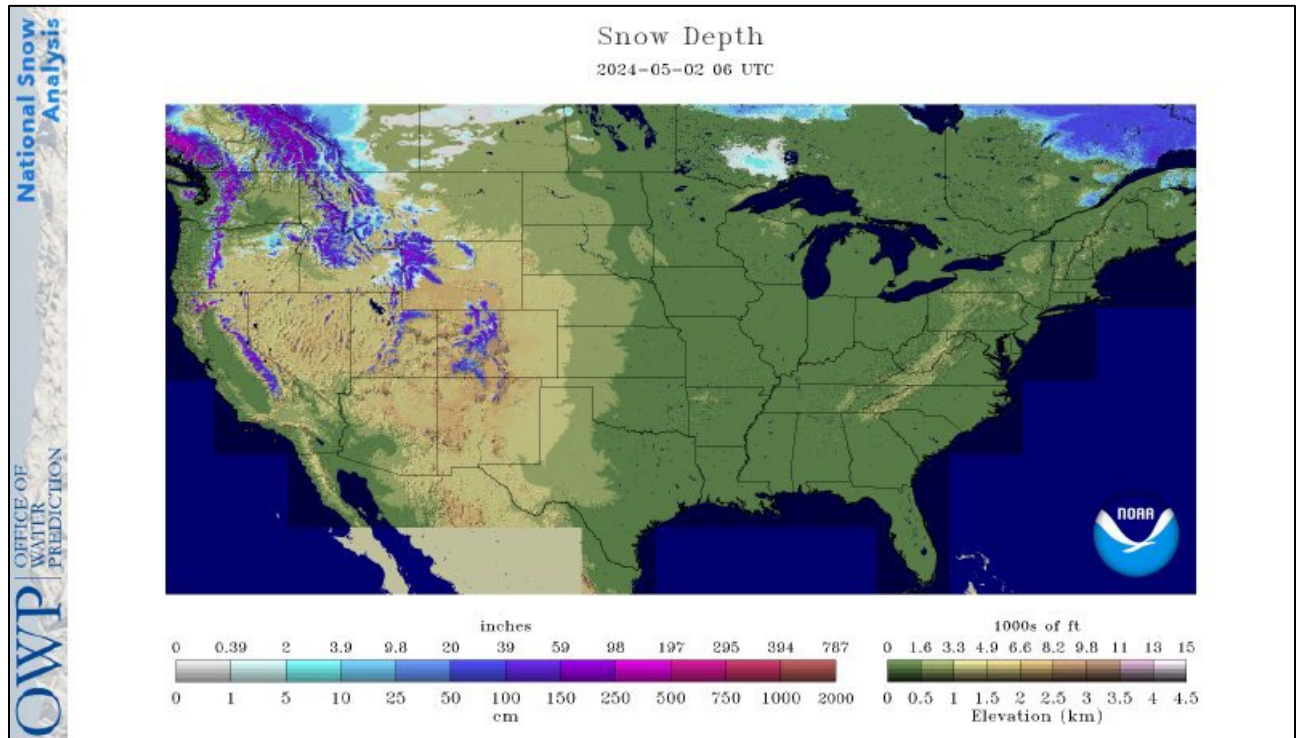 National Snow
Analysis
OWP
OFFICE OF
WATER
PREDICTION
Snow Depth
2024-05-02 06 UTC
NOAA
inches
0 0.39 2 3.9 9.8 20 39 59 98 197 295 394 787
0 1 5 10 25 50 100 150 250 500 750 1000 2000
cm
1000s of ft
0 1.6 3.3 4.9 6.6 8.2 9.8 11 13 15
0 0.5 1 1.5 2 2.5 3 3.5 4 4.5
Elevation (km)